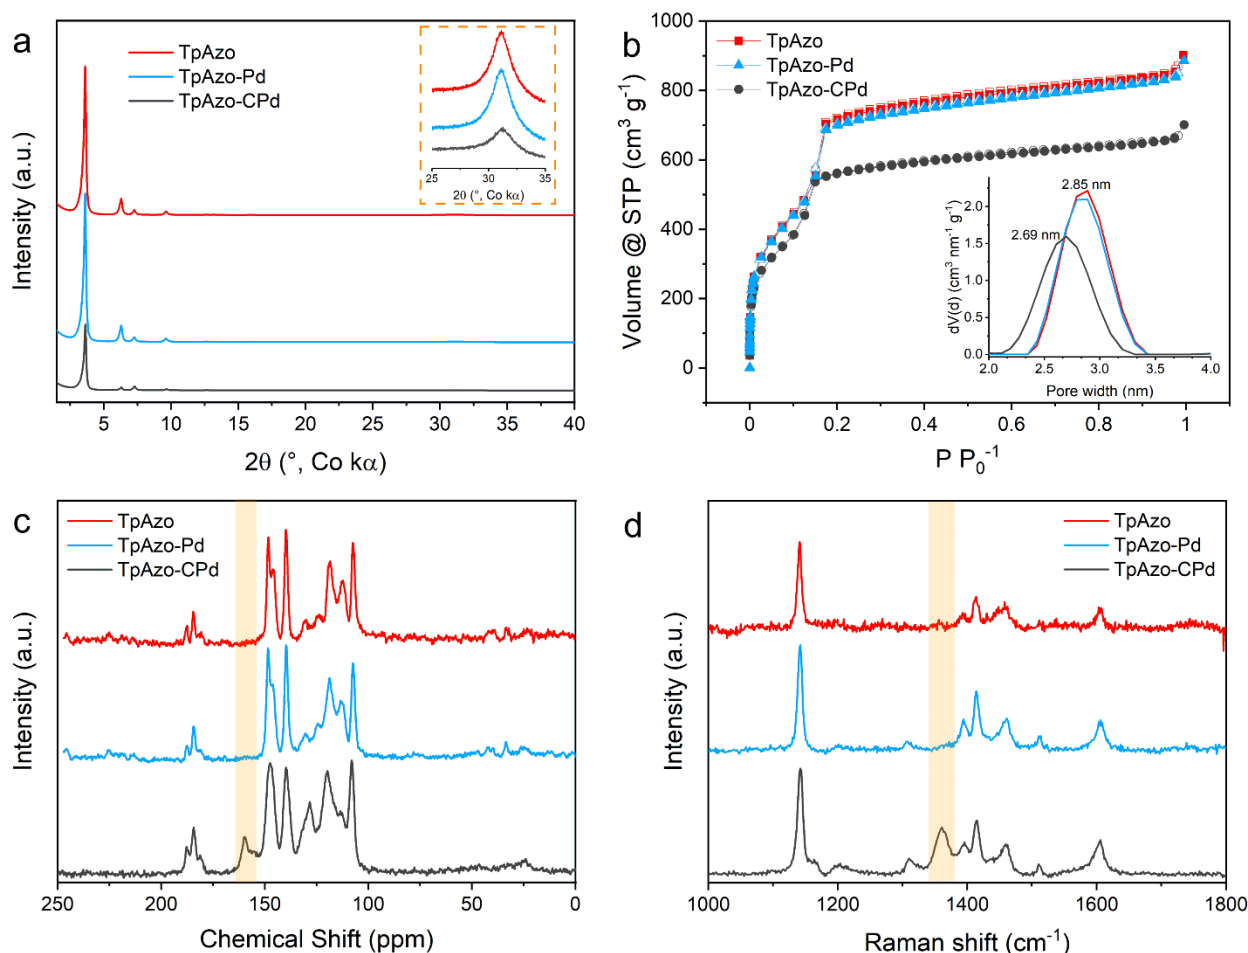 a
TpAzo
TpAzo-Pd
TpAzo-CPd
25 30 35
2θ (°, Co kα)
Intensity (a.u.)
5 10 15 20 25 30 35 40
2θ (°, Co kα)
b
TpAzo
TpAzo-Pd
TpAzo-CPd
1000
800
600
400
200
0
Volume @ STP (cm³ g⁻¹)
0 0.2 0.4 0.6 0.8 1
P P₀⁻¹
2.85 nm
2.69 nm
2.0
1.5
1.0
0.5
0.0
dV(d) (cm³ nm⁻¹ g⁻¹)
2.0 2.5 3.0 3.5 4.0
Pore width (nm)
c
TpAzo
TpAzo-Pd
TpAzo-CPd
Intensity (a.u.)
250 200 150 100 50 0
Chemical Shift (ppm)
d
TpAzo
TpAzo-Pd
TpAzo-CPd
Intensity (a.u.)
1000 1200 1400 1600 1800
Raman shift (cm⁻¹)